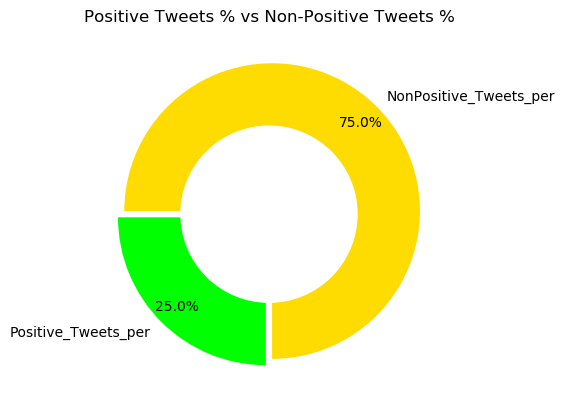 Positive Tweets % vs Non-Positive Tweets %
NonPositive_Tweets_per
75.0%
25.0%
Positive_Tweets_per